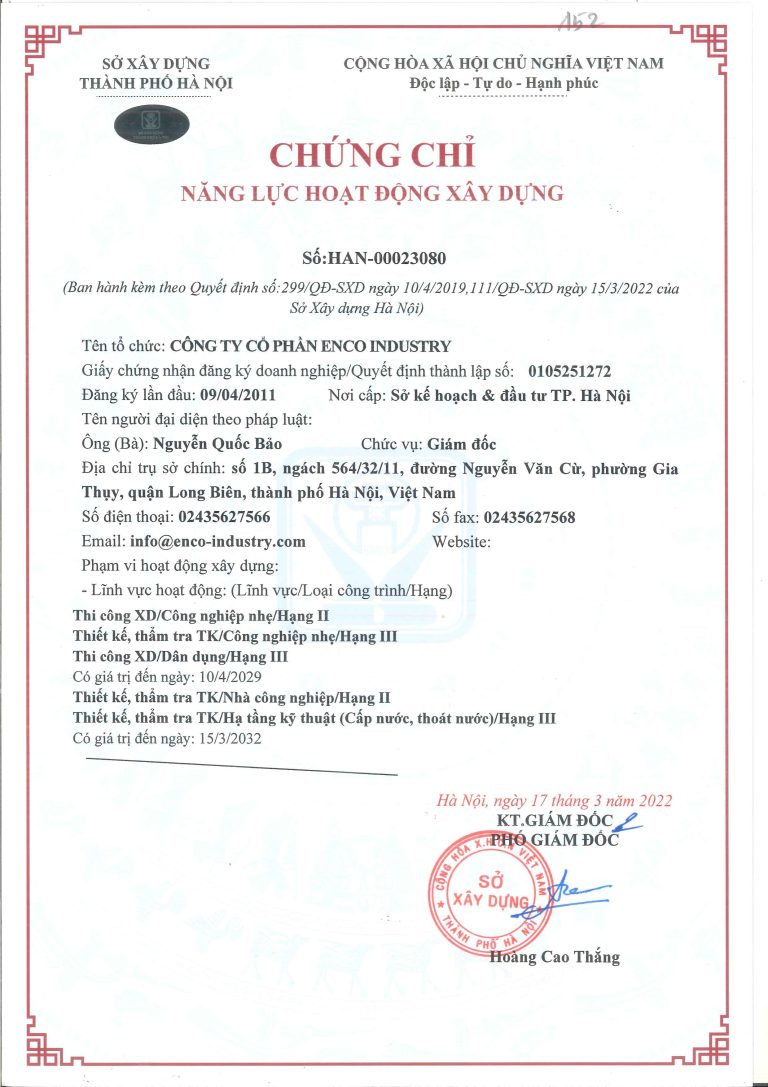 152
SỞ XÂY DỰNG
THÀNH PHỐ HÀ NỘI
CỘNG HÒA XÃ HỘI CHỦ NGHĨA VIỆT NAM
Độc lập - Tự do - Hạnh phúc
CHỨNG CHỈ
NĂNG LỰC HOẠT ĐỘNG XÂY DỰNG
Số:HAN-00023080
(Ban hành kèm theo Quyết định số:299/QĐ-SXD ngày 10/4/2019,111/QĐ-SXD ngày 15/3/2022 của
Sở Xây dựng Hà Nội)
Tên tổ chức: CÔNG TY CỔ PHẦN ENCO INDUSTRY
Giấy chứng nhận đăng ký doanh nghiệp/Quyết định thành lập số: 0105251272
Đăng ký lần đầu: 09/04/2011 Nơi cấp: Sở kế hoạch & đầu tư TP. Hà Nội
Tên người đại diện theo pháp luật:
Ông (Bà): Nguyễn Quốc Bảo Chức vụ: Giám đốc
Địa chỉ trụ sở chính: số 1B, ngách 564/32/11, đường Nguyễn Văn Cừ, phường Gia
Thụy, quận Long Biên, thành phố Hà Nội, Việt Nam
Số điện thoại: 02435627566 Số fax: 02435627568
Email: info@enco-industry.com Website:
Phạm vi hoạt động xây dựng:
- Lĩnh vực hoạt động: (Lĩnh vực/Loại công trình/Hạng)
Thi công XD/Công nghiệp nhẹ/Hạng II
Thiết kế, thẩm tra TK/Công nghiệp nhẹ/Hạng III
Thi công XD/Dân dụng/Hạng III
Có giá trị đến ngày: 10/4/2029
Thiết kế, thẩm tra TK/Nhà công nghiệp/Hạng II
Thiết kế, thẩm tra TK/Hạ tầng kỹ thuật (Cấp nước, thoát nước)/Hạng III
Có giá trị đến ngày: 15/3/2032
Hà Nội, ngày 17 tháng 3 năm 2022
KT.GIÁM ĐỐC
PHÓ GIÁM ĐỐC
CỘNG HÒA X.H.C.N VIỆT NAM
SỞ
XÂY DỰNG
THÀNH PHỐ HÀ NỘI
Hoàng Cao Thắng